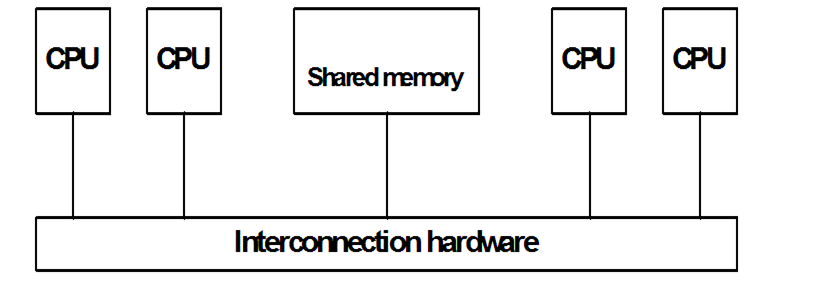 CPU
CPU
Shared memory
CPU
CPU
Interconnection hardware